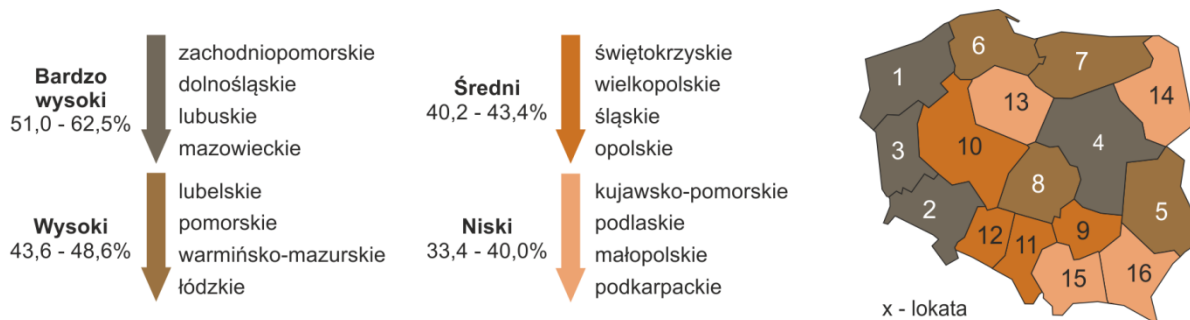 Bardzo
wysoki
51,0 - 62,5%
zachodniopomorskie
dolnośląskie
lubuskie
mazowieckie
Wysoki
43,6 - 48,6%
lubelskie
pomorskie
warmińsko-mazurskie
łódzkie
Średni
40,2 - 43,4%
świętokrzyskie
wielkopolskie
śląskie
opolskie
Niski
33,4 - 40,0%
kujawsko-pomorskie
podlaskie
małopolskie
podkarpackie
6
7
1
13
14
3
10
4
8
2
5
12
11
9
15
16
x - lokata